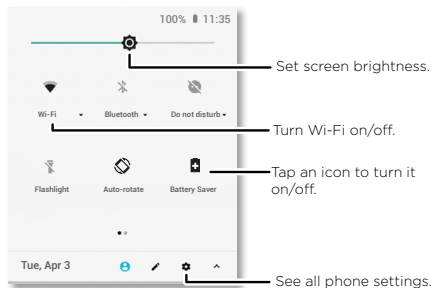 100% 11:35
Set screen brightness.
Wi-Fi Bluetooth Do not disturb
Turn Wi-Fi on/off.
Flashlight Auto-rotate Battery Saver
Tap an icon to turn it
on/off.
Tue, Apr 3
See all phone settings.